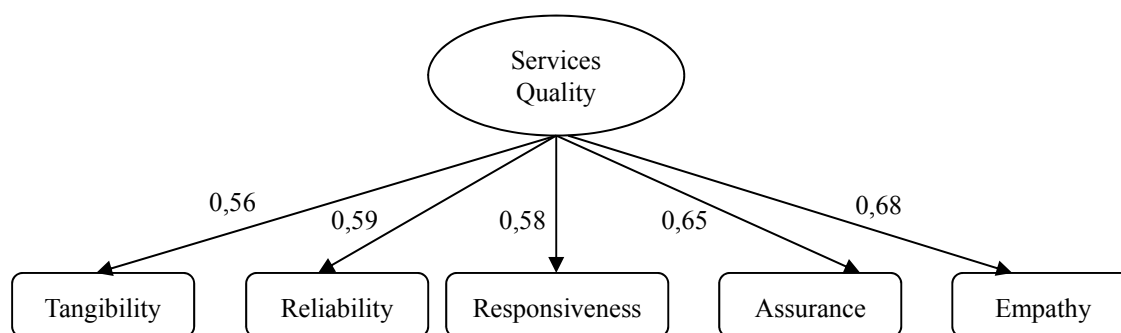 Services
Quality
0,56
0,59
0,58
0,65
0,68
Tangibility
Reliability
Responsiveness
Assurance
Empathy